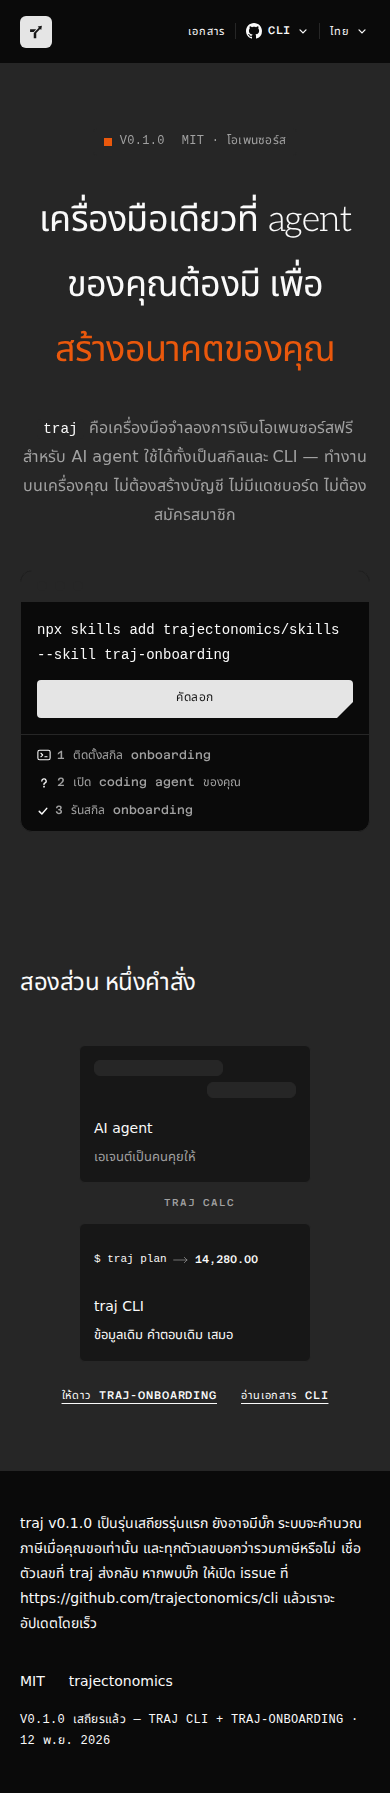 เอกสาร CLI ไทย
V0.1.0 MIT · โอเพนซอร์ส
เครื่องมือเดียวที่ agent
ของคุณต้องมี เพื่อ
สร้างอนาคตของคุณ
traj คือเครื่องมือจำลองการเงินโอเพนซอร์สฟรี
สำหรับ AI agent ใช้ได้ทั้งเป็นสกิลและ CLI — ทำงาน
บนเครื่องคุณ ไม่ต้องสร้างบัญชี ไม่มีแดชบอร์ด ไม่ต้อง
สมัครสมาชิก
npx skills add trajectonomics/skills
--skill traj-onboarding
คัดลอก
1 ติดตั้งสกิล onboarding
? 2 เปิด coding agent ของคุณ
3 รันสกิล onboarding
สองส่วน หนึ่งคำสั่ง
AI agent
เอเจนต์เป็นคนคุยให้
TRAJ CALC
$ traj plan → 14,280.00
traj CLI
ข้อมูลเดิม คำตอบเดิม เสมอ
ให้ดาว TRAJ-ONBOARDING อ่านเอกสาร CLI
traj v0.1.0 เป็นรุ่นเสถียรรุ่นแรก ยังอาจมีบั๊ก ระบบจะคำนวณ
ภาษีเมื่อคุณขอเท่านั้น และทุกตัวเลขบอกว่ารวมภาษีหรือไม่ เชื่อ
ตัวเลขที่ traj ส่งกลับ หากพบบั๊ก ให้เปิด issue ที่
https://github.com/trajectonomics/cli แล้วเราจะ
อัปเดตโดยเร็ว
MIT trajectonomics
V0.1.0 เสถียรแล้ว — TRAJ CLI + TRAJ-ONBOARDING ·
12 พ.ย. 2026